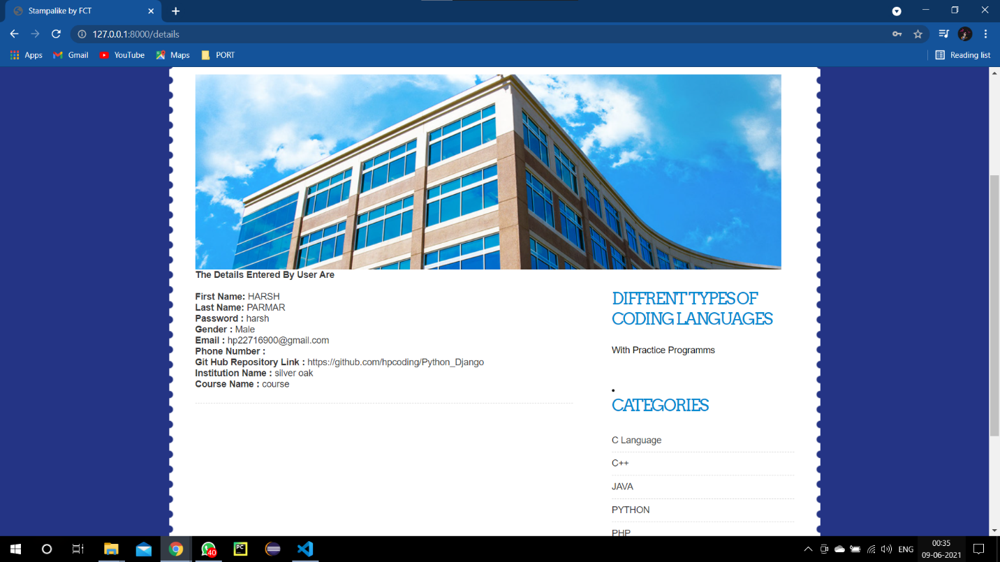 Stampalike by FCT
127.0.0.1:8000/details
Apps
Gmail
YouTube
Maps
PORT
Reading list
The Details Entered By User Are
First Name: HARSH
Last Name: PARMAR
Password : harsh
Gender : Male
Email : hp22716900@gmail.com
Phone Number :
Git Hub Repository Link : https://github.com/hpcoding/Python_Django
Institution Name : silver oak
Course Name : course
DIFFRENT TYPES OF
CODING LANGUAGES
With Practice Programms
CATEGORIES
C Language
C++
JAVA
PYTHON
PHP
40
PC
ENG
00:35
09-06-2021